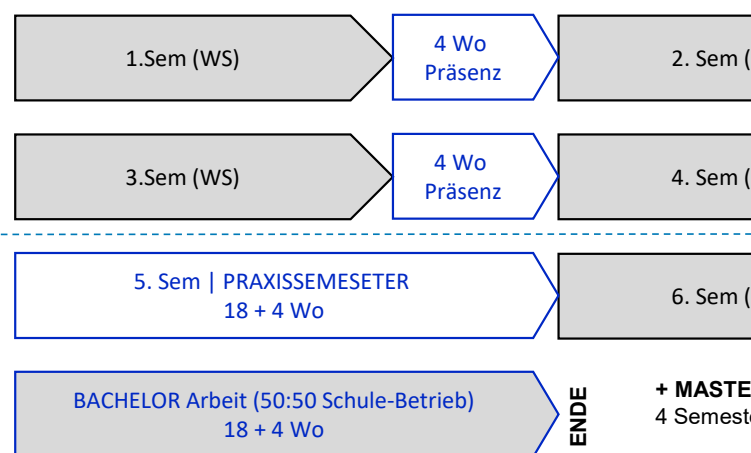 1.Sem (WS)
4 Wo
Präsenz
2. Sem (
3.Sem (WS)
4 Wo
Präsenz
4. Sem (
5. Sem | PRAXISSEMESETER
18 + 4 Wo
6. Sem (
BACHELOR Arbeit (50:50 Schule-Betrieb)
18 + 4 Wo
ENDE
+ MASTE
4 Semest